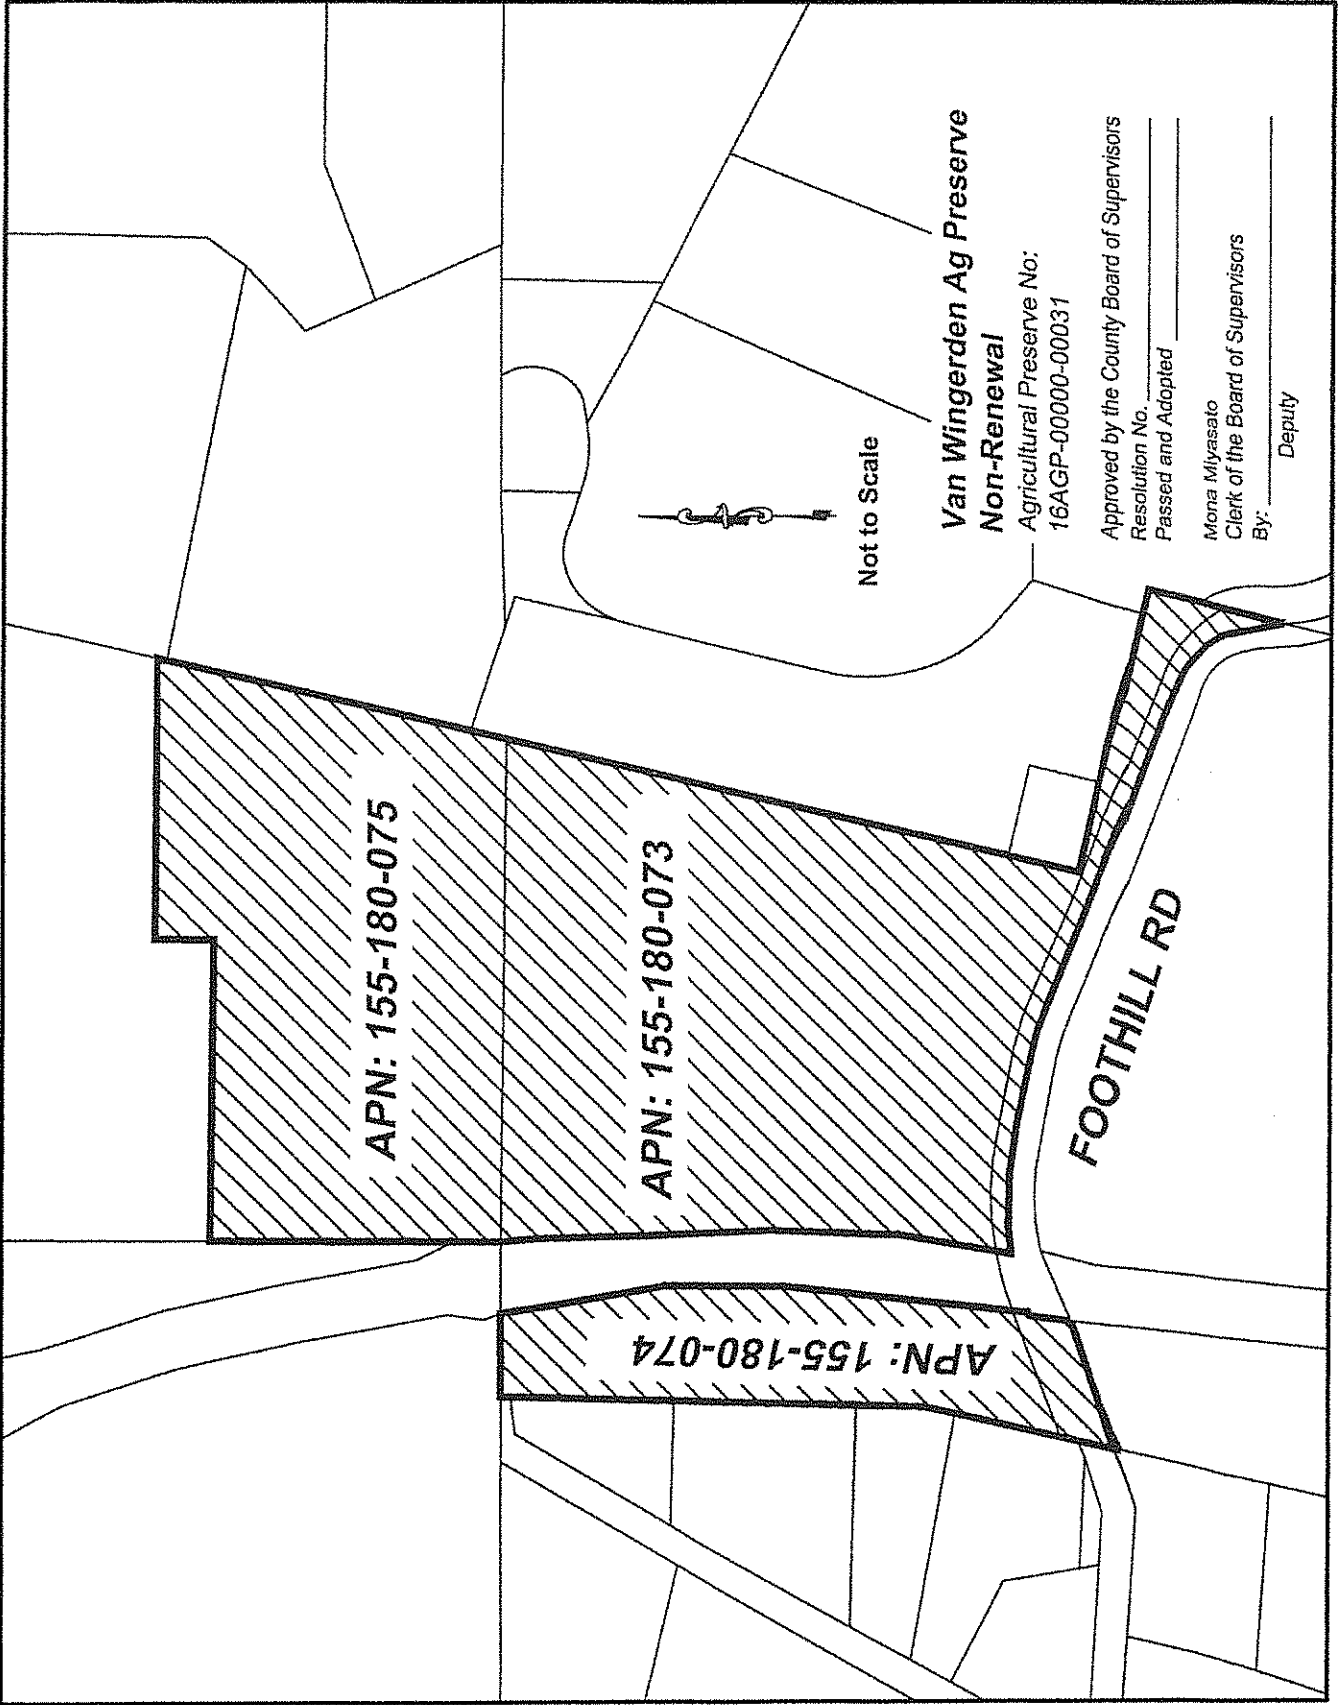 APN: 155-180-075
APN: 155-180-073
APN: 155-180-074
FOOTHILL RD
Not to Scale
Van Wingerden Ag Preserve
Non-Renewal
Agricultural Preserve No:
16AGP-00000-00031
Approved by the County Board of Supervisors
Resolution No.
Passed and Adopted
Mona Miyasato
Clerk of the Board of Supervisors
By:
Deputy